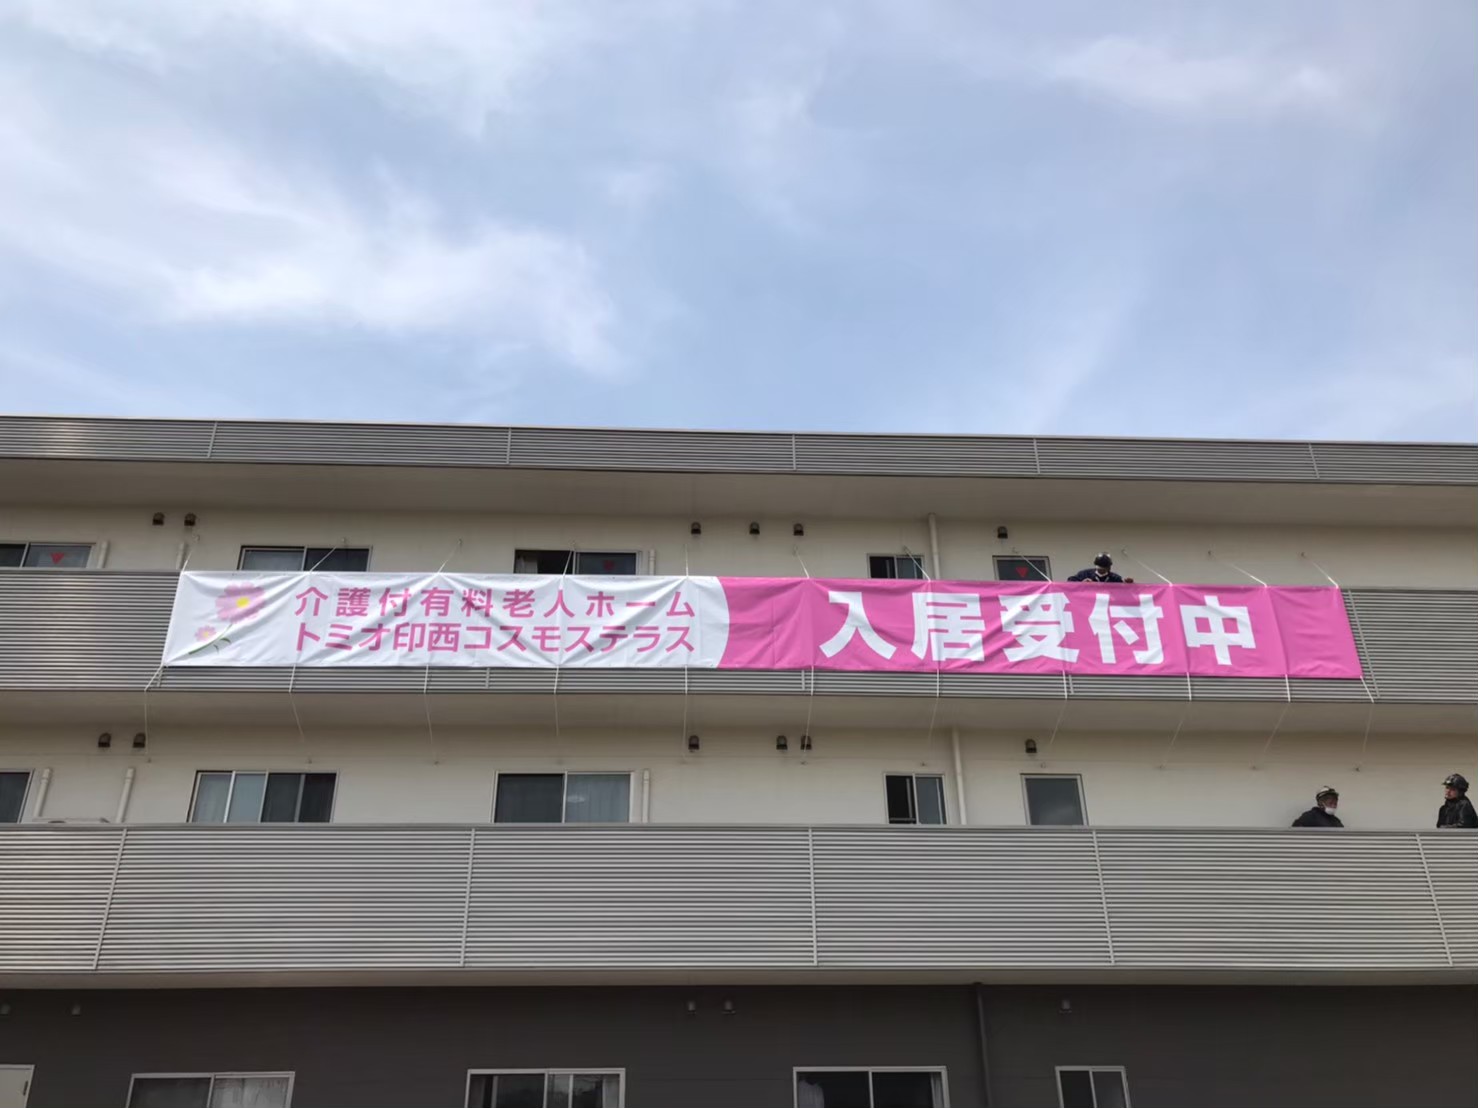 介護付有料老人ホーム
トミオ印西コスモステラス
入居受付中